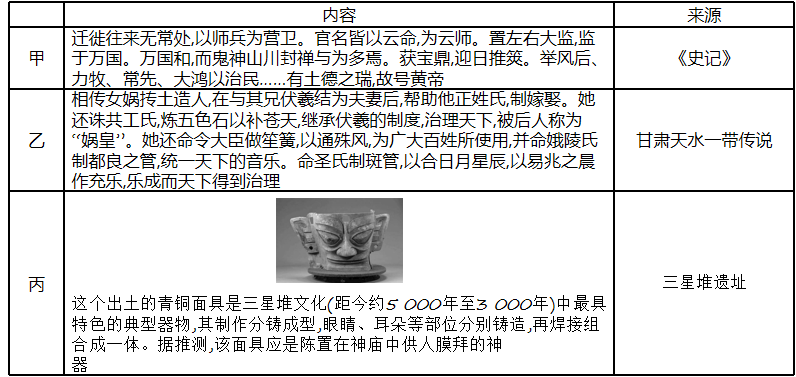 内容
来源
甲
迁徙往来无常处,以师兵为营卫。官名皆以云命,为云师。置左右大监,监
于万国。万国和,而鬼神山川封禅与为多焉。获宝鼎,迎日推筴。举风后、
力牧、常先、大鸿以治民……有土德之瑞,故号黄帝
《史记》
乙
相传女娲抟土造人,在与其兄伏羲结为夫妻后,帮助他正姓氏,制嫁娶。她
还诛共工氏,炼五色石以补苍天,继承伏羲的制度,治理天下,被后人称为
“娲皇”。她还命令大臣做笙簧,以通殊风,为广大百姓所使用,并命娥陵氏
制都良之管,统一天下的音乐。命圣氏制斑管,以合日月星辰,以易兆之晨
作充乐,乐成而天下得到治理
甘肃天水一带传说
丙
这个出土的青铜面具是三星堆文化(距今约5 000年至3 000年)中最具
特色的典型器物,其制作分铸成型,眼睛、耳朵等部位分别铸造,再焊接组
合成一体。据推测,该面具应是陈置在神庙中供人膜拜的神
器
三星堆遗址